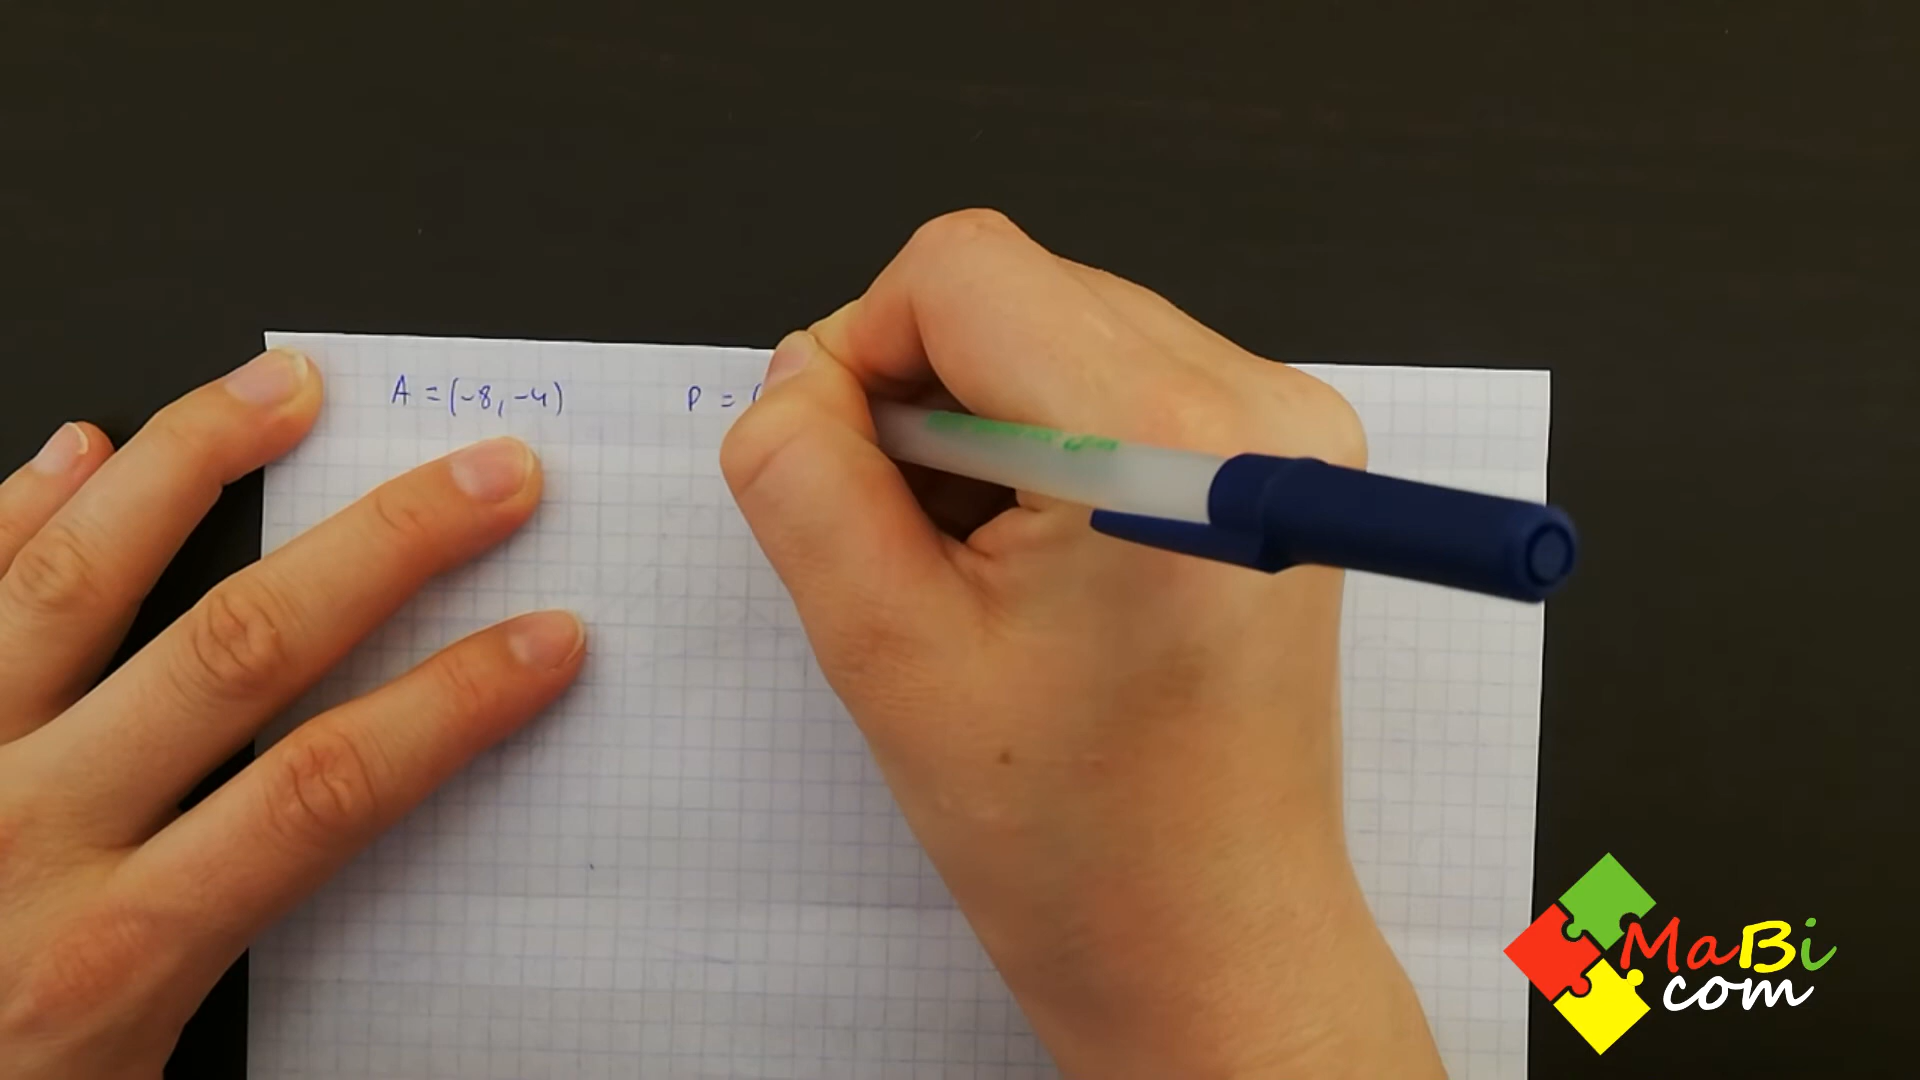 A = (-8, -4) P = (
MaBi
com